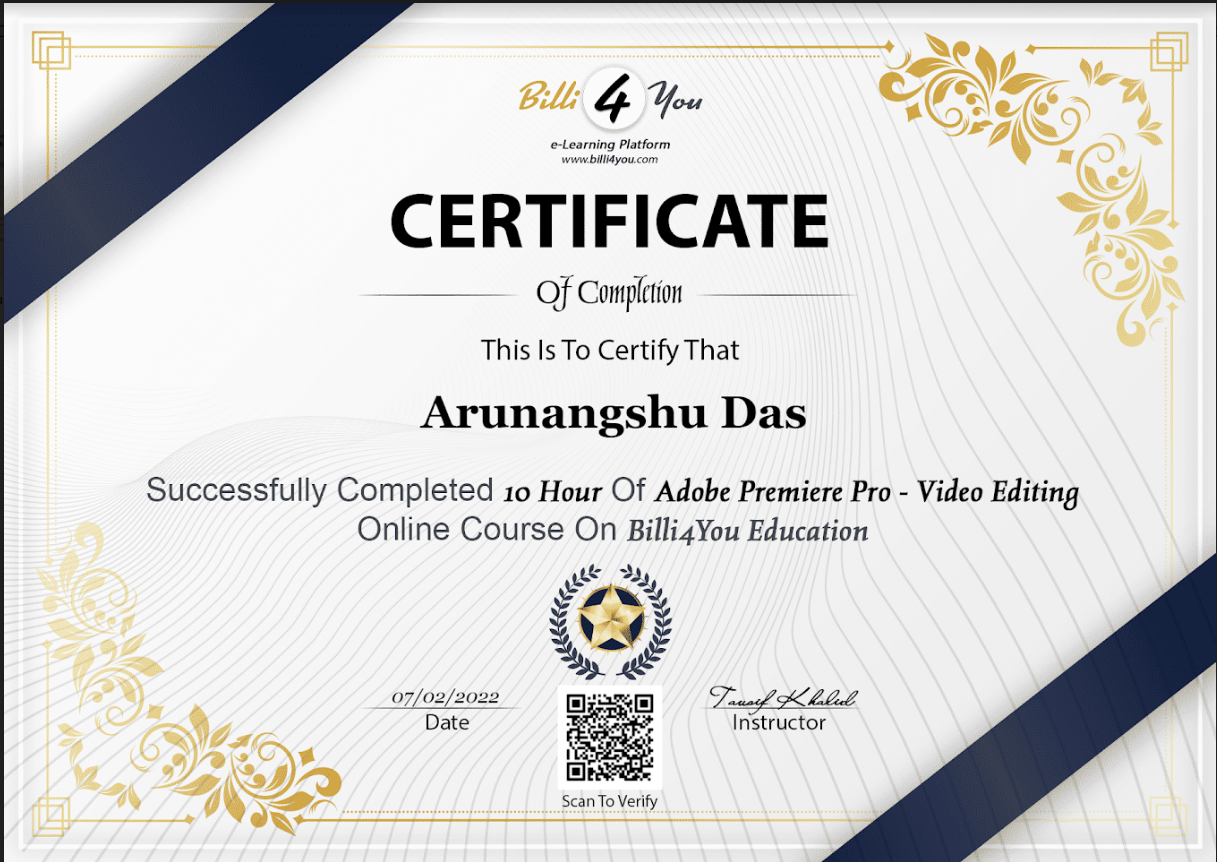 Billi 4 You
e-Learning Platform
www.billi4you.com
CERTIFICATE
Of Completion
This Is To Certify That
Arunangshu Das
Successfully Completed 10 Hour Of Adobe Premiere Pro - Video Editing
Online Course On Billi4You Education
07/02/2022
Date
Tausif Khalid
Instructor
Scan To Verify